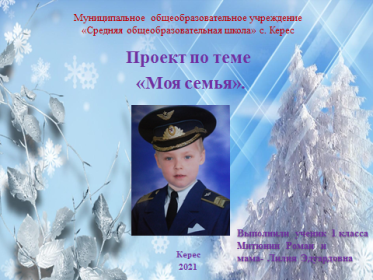 Муниципальное общеобразовательное учреждение
«Средняя общеобразовательная школа» с. Керес
Проект по теме
«Моя семья».
Выполнили ученик 1 класса
Митюшин Роман и
мама- Лилия Эдуардовна
Керес
2021